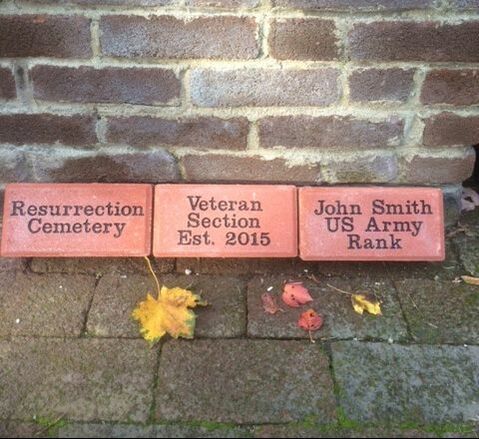 Resurrection
Cemetery
Veteran
Section
Est. 2015
John Smith
US Army
Rank